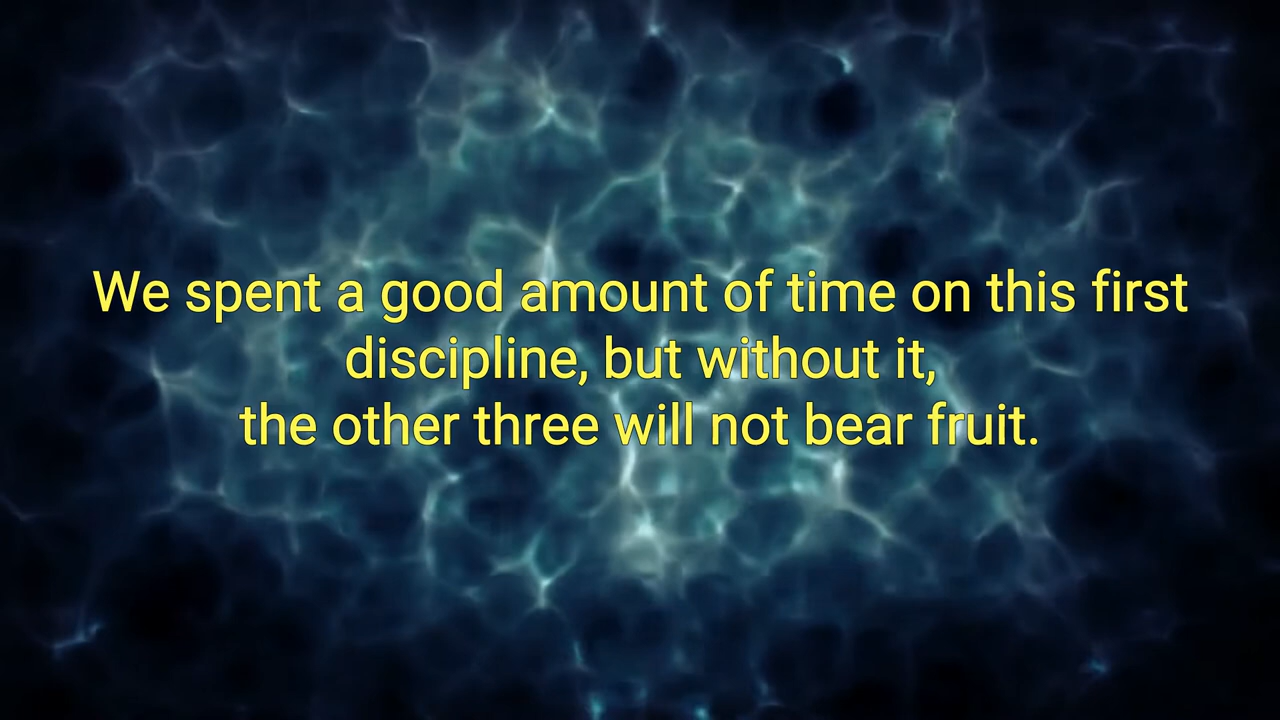 We spent a good amount of time on this first
discipline, but without it,
the other three will not bear fruit.